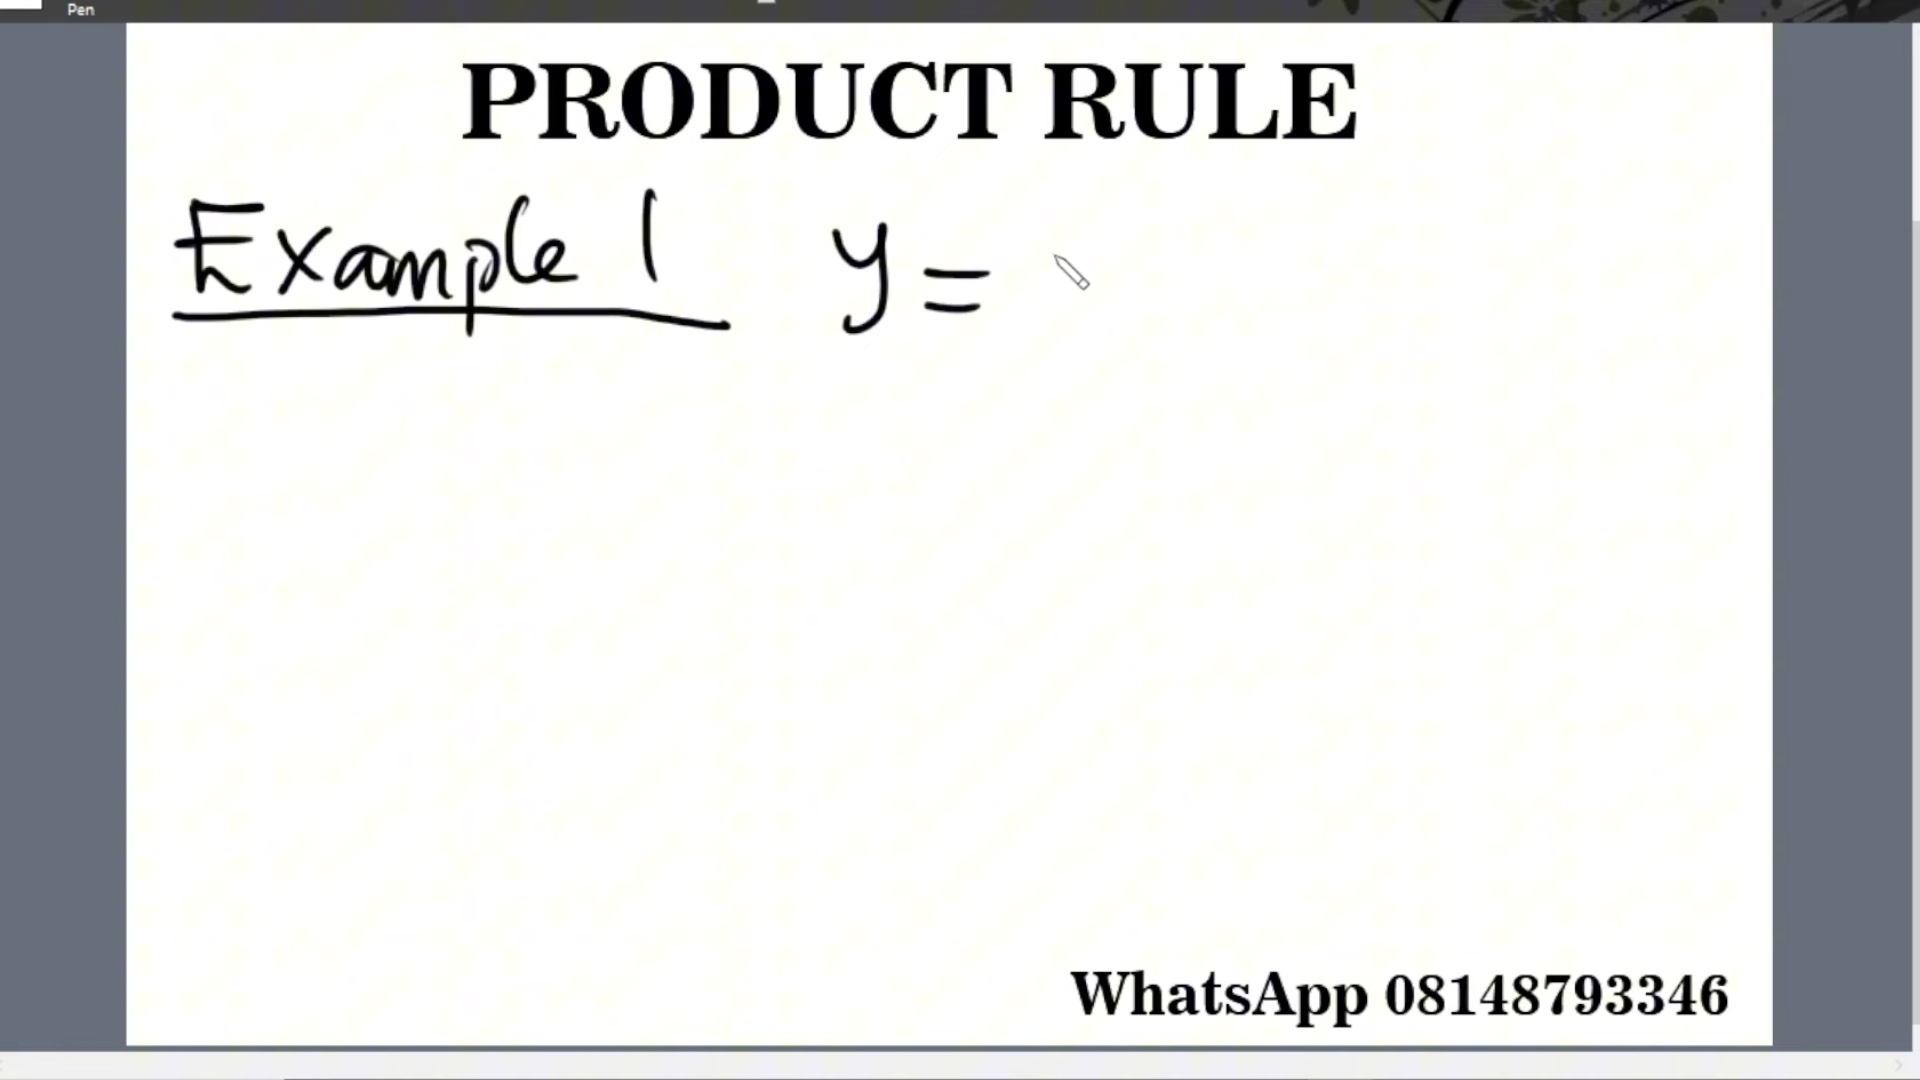 Pen
PRODUCT RULE
Example 1 y =
WhatsApp 08148793346